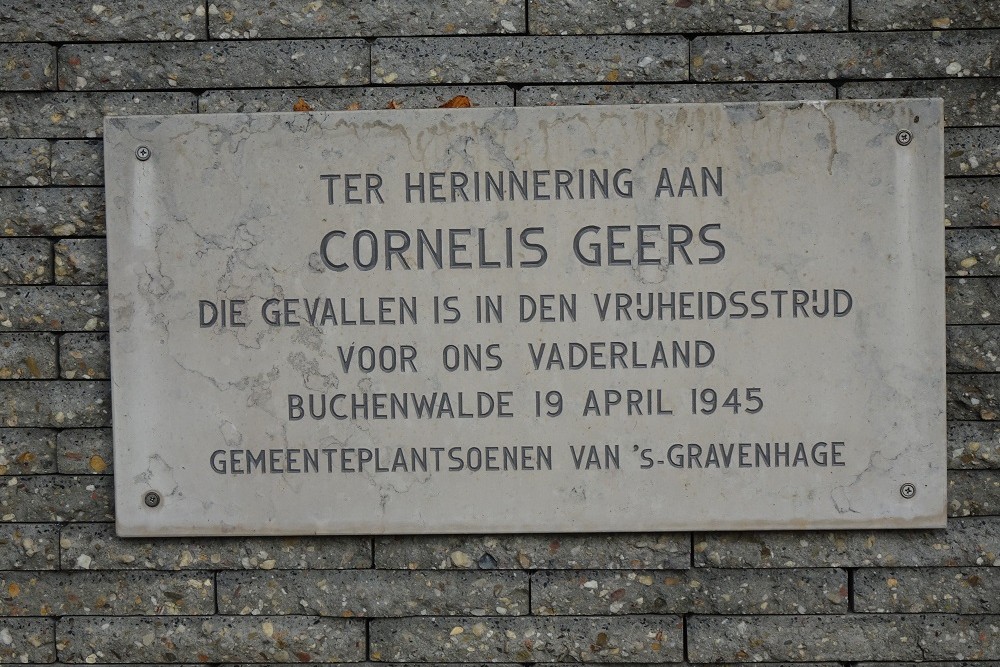 TER HERINNERING AAN
CORNELIS GEERS
DIE GEVALLEN IS IN DEN VRIJHEIDSSTRIJD
VOOR ONS VADERLAND
BUCHENWALDE 19 APRIL 1945
GEMEENTEPLANTSOENEN VAN 's-GRAVENHAGE